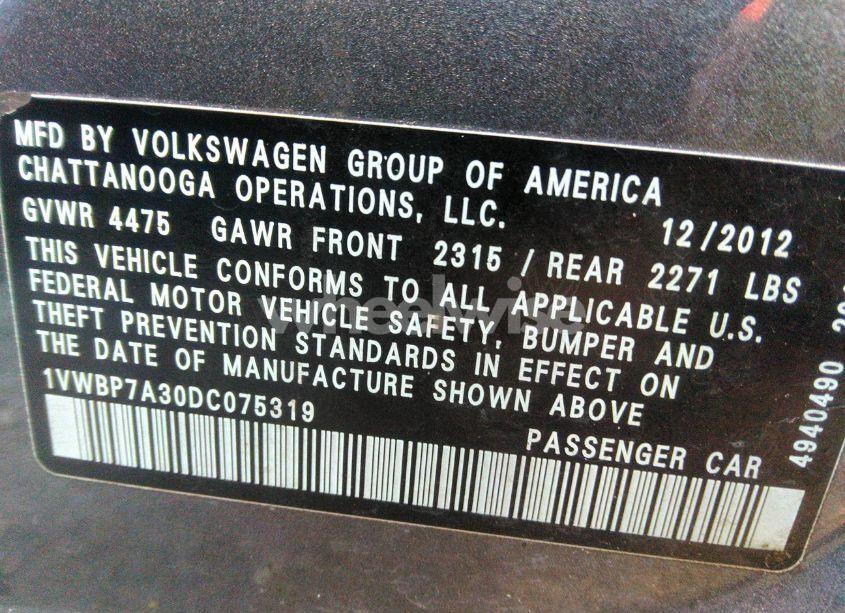 MFD BY VOLKSWAGEN GROUP OF AMERICA
CHATTANOOGA OPERATIONS, LLC. 12/2012
GVWR 4475 GAWR FRONT 2315 / REAR 2271 LBS
THIS VEHICLE CONFORMS TO ALL APPLICABLE U.S.
FEDERAL MOTOR VEHICLE SAFETY, BUMPER AND
THEFT PREVENTION STANDARDS IN EFFECT ON
THE DATE OF MANUFACTURE SHOWN ABOVE
1VWBP7A30DC075319 PASSENGER CAR
4940490
wheelwise